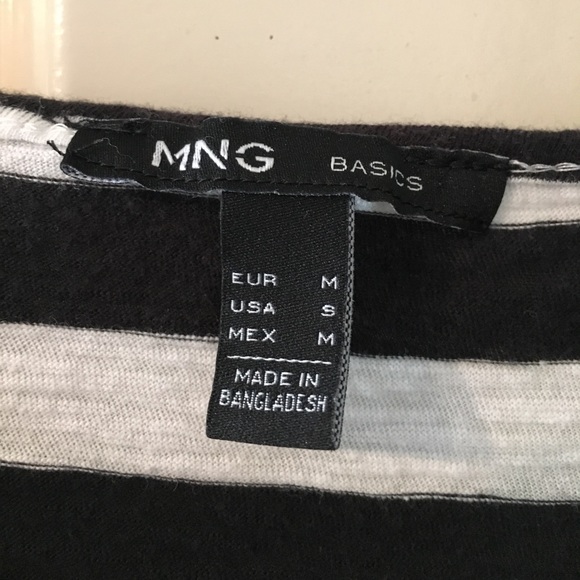 MNG BASICS
EUR M
USA S
MEX M
MADE IN
BANGLADESH